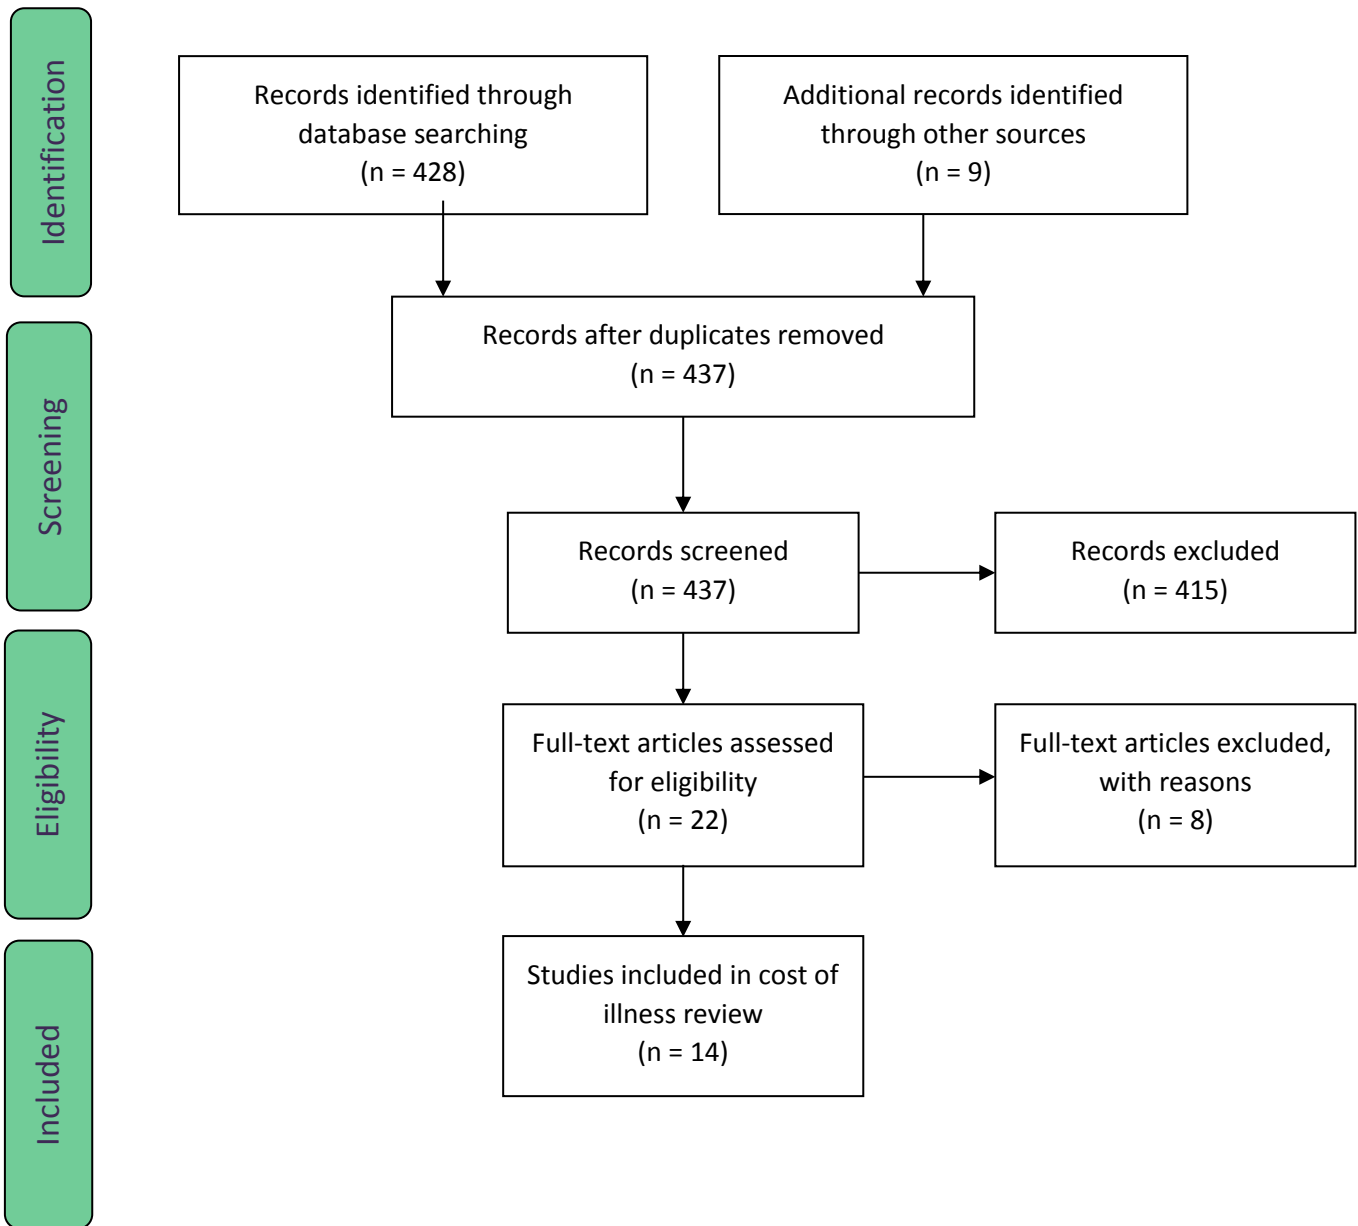 Identification
Records identified through
database searching
(n = 428)
Additional records identified
through other sources
(n = 9)
Records after duplicates removed
(n = 437)
Screening
Records screened
(n = 437)
Records excluded
(n = 415)
Eligibility
Full-text articles assessed
for eligibility
(n = 22)
Full-text articles excluded,
with reasons
(n = 8)
Included
Studies included in cost of
illness review
(n = 14)